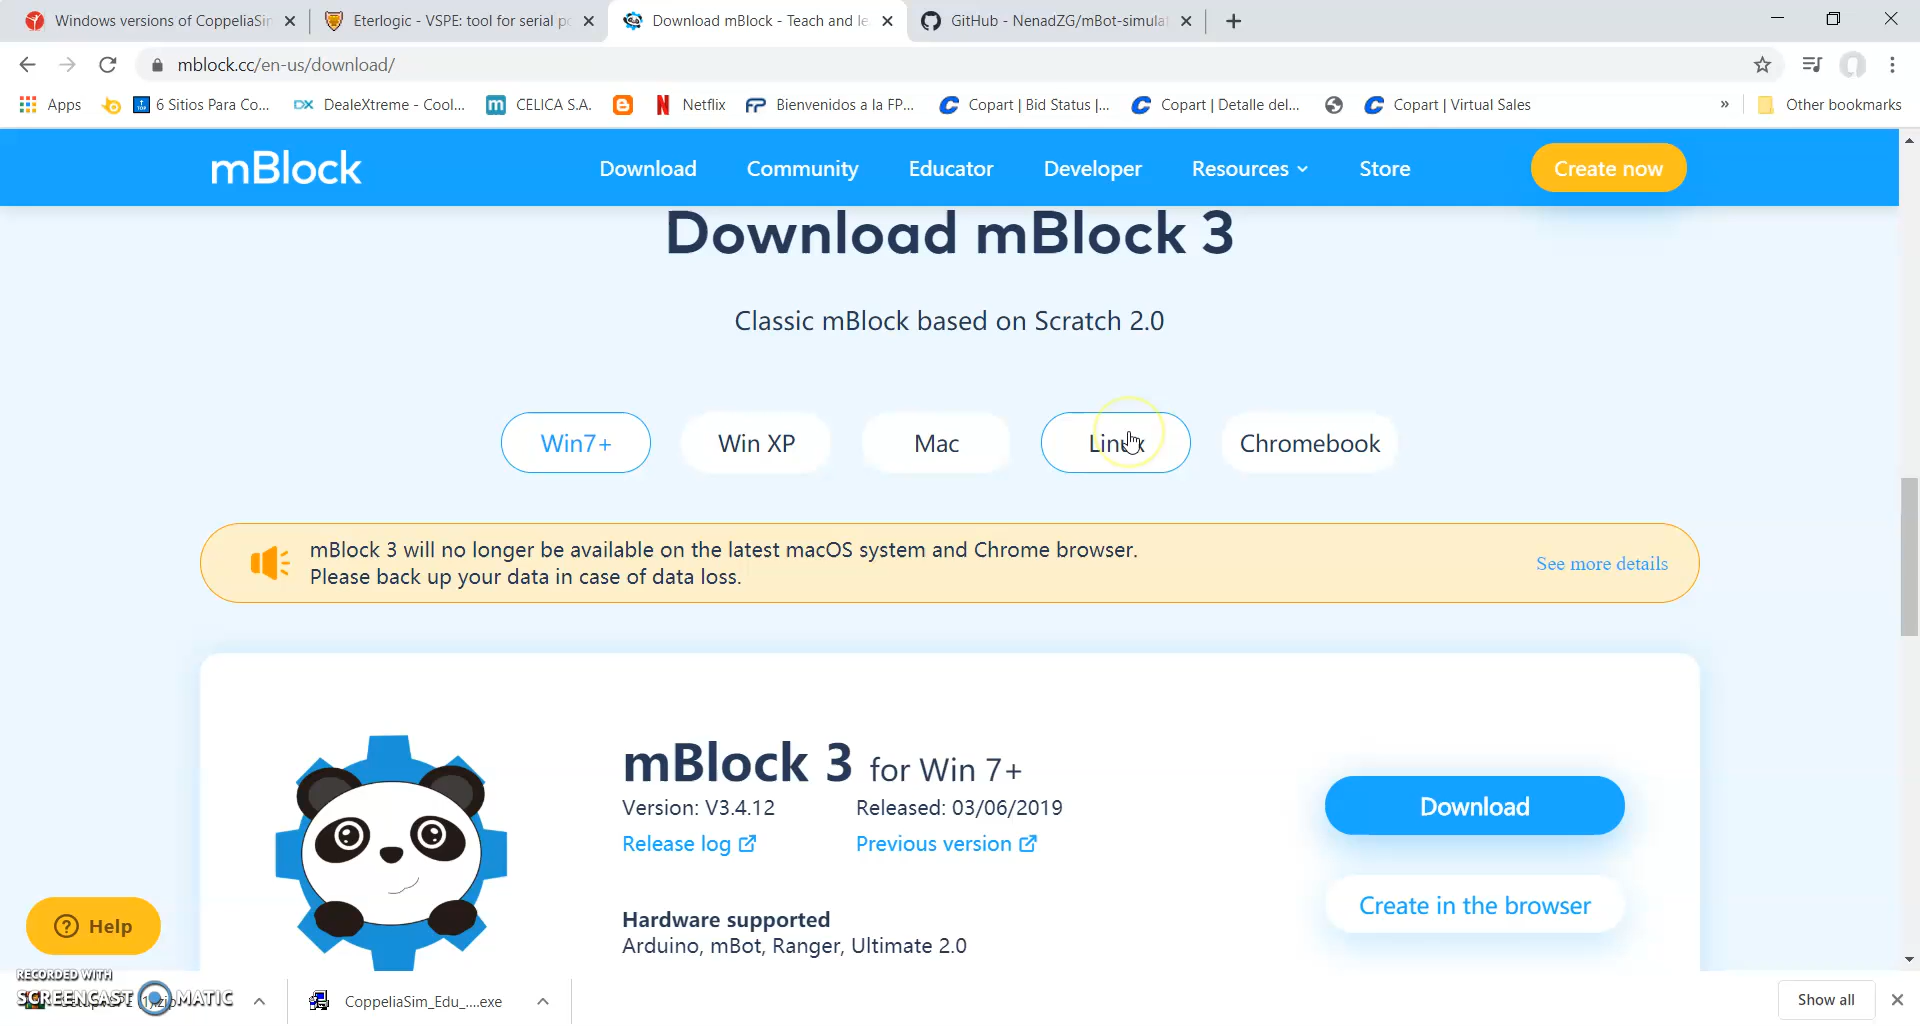 Windows versions of CoppeliaSi
Eterlogic - VSPE: tool for serial p
Download mBlock - Teach and le
GitHub - NenadZG/mBot-simula
mblock.cc/en-us/download/
Apps
6 Sitios Para Co...
DX DealeXtreme - Cool...
m CELICA S.A.
N Netflix
FP Bienvenidos a la FP...
Copart | Bid Status |...
Copart | Detalle del...
Copart | Virtual Sales
»
Other bookmarks
mBlock
Download
Community
Educator
Developer
Resources
Store
Create now
Download mBlock 3
Classic mBlock based on Scratch 2.0
Win7+
Win XP
Mac
Linux
Chromebook
mBlock 3 will no longer be available on the latest macOS system and Chrome browser.
Please back up your data in case of data loss.
See more details
mBlock 3 for Win 7+
Version: V3.4.12
Released: 03/06/2019
Release log
Previous version
Hardware supported
Arduino, mBot, Ranger, Ultimate 2.0
Download
Create in the browser
? Help
RECORDED WITH
SCREENCAST MATIC
CoppeliaSim_Edu_....exe
Show all